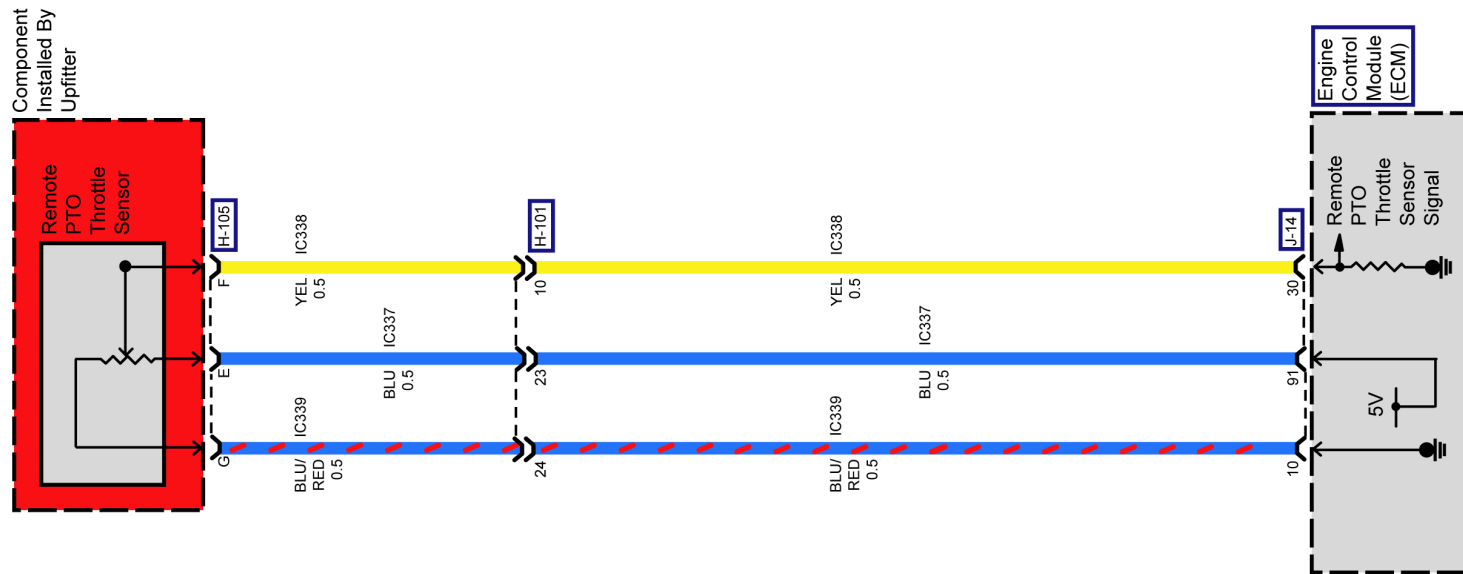 Component
Installed By
Upfitter
Remote
PTO
Throttle
Sensor
H-105
F
E
G
YEL
0.5
IC338
BLU
0.5
IC337
BLU/
RED
0.5
IC339
H-101
10
23
24
YEL
0.5
IC338
BLU
0.5
IC337
BLU/
RED
0.5
IC339
J-14
30
91
10
Engine
Control
Module
(ECM)
Remote
PTO
Throttle
Sensor
Signal
5V